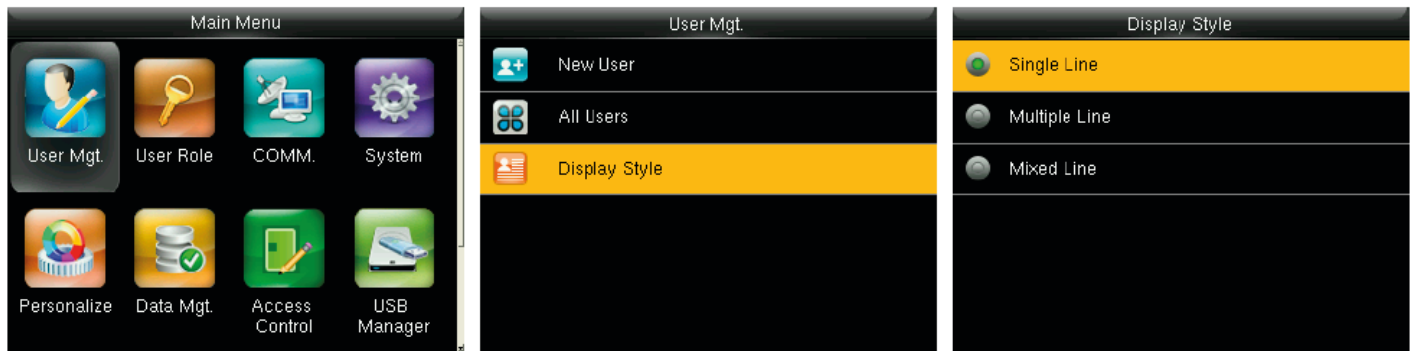 Main Menu
User Mgt.
User Role
COMM.
System
Personalize
Data Mgt.
Access
Control
USB
Manager
User Mgt.
New User
All Users
Display Style
Display Style
Single Line
Multiple Line
Mixed Line